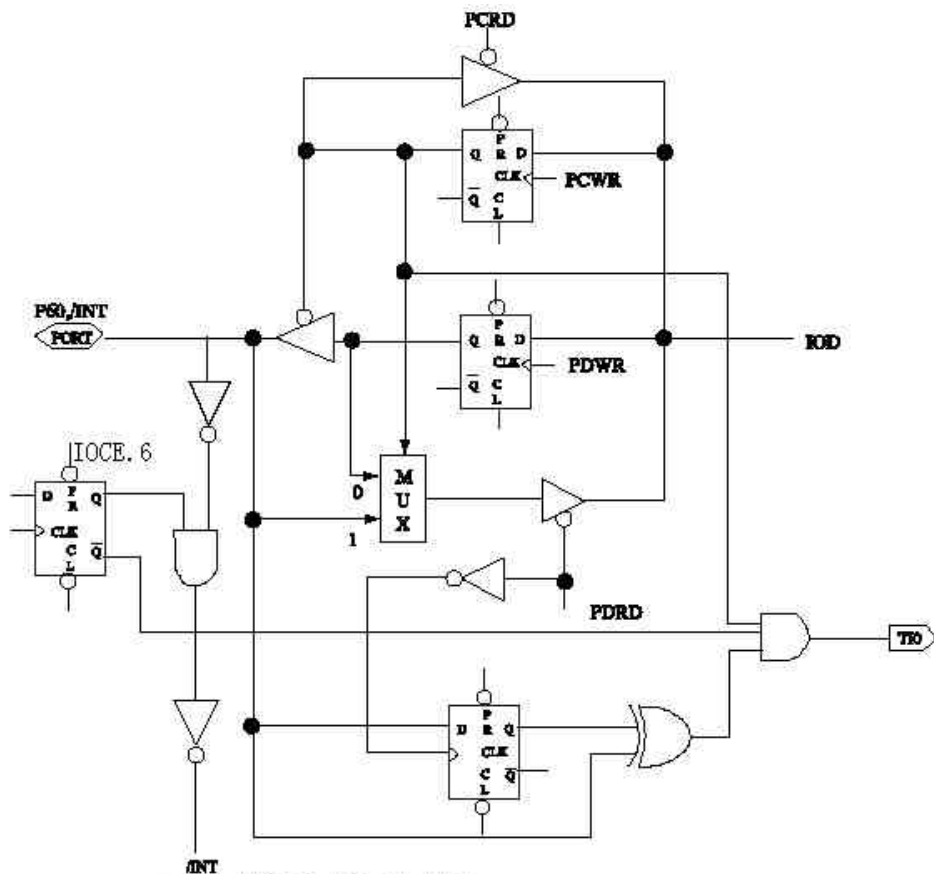 PCRD
P
Q R D
CLK PCWR
Q C
L
P60,/INT
PORT
P
Q R D IOD
CLK PDWR
Q C
L
IOCE.6
M
U
X
0
1
P
D R Q
CLK
C Q
L
PDRD
TI0
P
D R Q
CLK
C Q
L
/INT